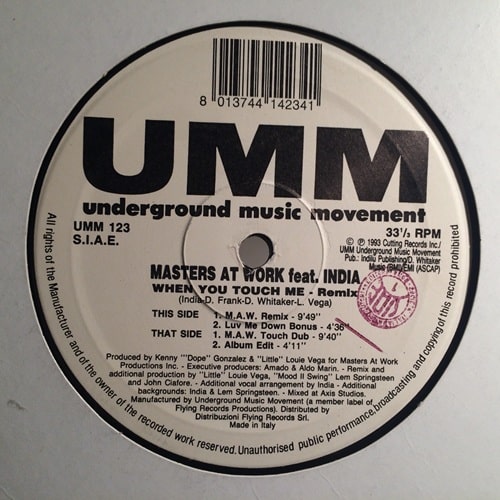 8 013744 142341
UMM
underground music movement
UMM 123
S.I.A.E.
33⅓ RPM
℗ © 1993 Cutting Records Inc./
UMM Underground Music Movement
Pub.: Indiiu Publishing/D. Whitaker
Music BMI/EMI (ASCAP)
MASTERS AT WORK feat. INDIA
WHEN YOU TOUCH ME - Remix
(India-D. Frank-D. Whitaker-L. Vega)
THIS SIDE 1. M.A.W. Remix - 9'49"
2. Luv Me Down Bonus - 4'36"
THAT SIDE 1. M.A.W. Touch Dub - 9'40"
2. Album Edit - 4'11"
Produced by Kenny "'Dope" Gonzalez & "Little" Louie Vega for Masters At Work
Productions Inc. - Executive producers: Amado & Aldo Marin. - Remix and
additional production by "Little" Louie Vega, "Mood II Swing" Lem Springsteen
and John Ciafore. - Additional vocal arrangement by India - Additional
backgrounds: India & Lem Springsteen. - Mixed at Axis Studios.
Manufactured by Underground Music Movement (a member label of
Flying Records Productions). Distributed by
Distribuzioni Flying Records Srl.
Made in Italy
All rights of the Manufacturer and of the owner of the recorded work reserved. Unauthorised public performance, broadcasting and copying of this record prohibited